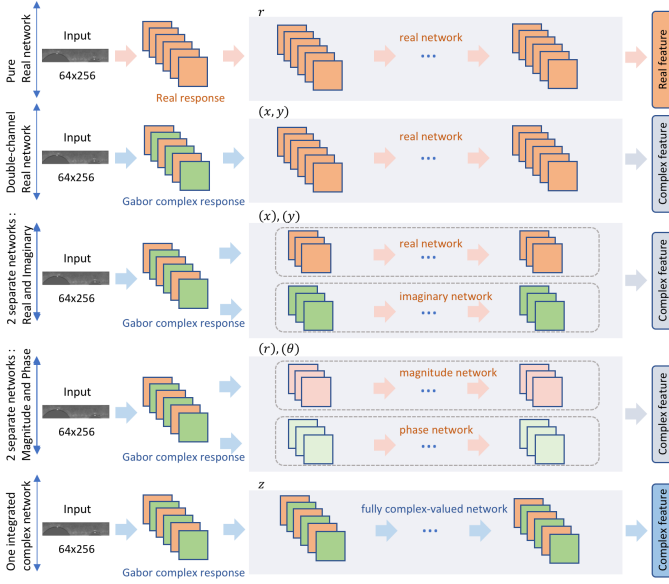 Pure
Real network
Input
64x256
Real response
r
real network
...
Real feature
Double-channel
Real network
Input
64x256
Gabor complex response
(x, y)
real network
...
Complex feature
2 separate networks :
Real and Imaginary
Input
64x256
Gabor complex response
(x), (y)
real network
...
imaginary network
...
Complex feature
2 separate networks :
Magnitude and Phase
Input
64x256
Gabor complex response
(r), (θ)
magnitude network
...
phase network
...
Complex feature
One integrated
complex network
Input
64x256
Gabor complex response
z
fully complex-valued network
...
Complex feature